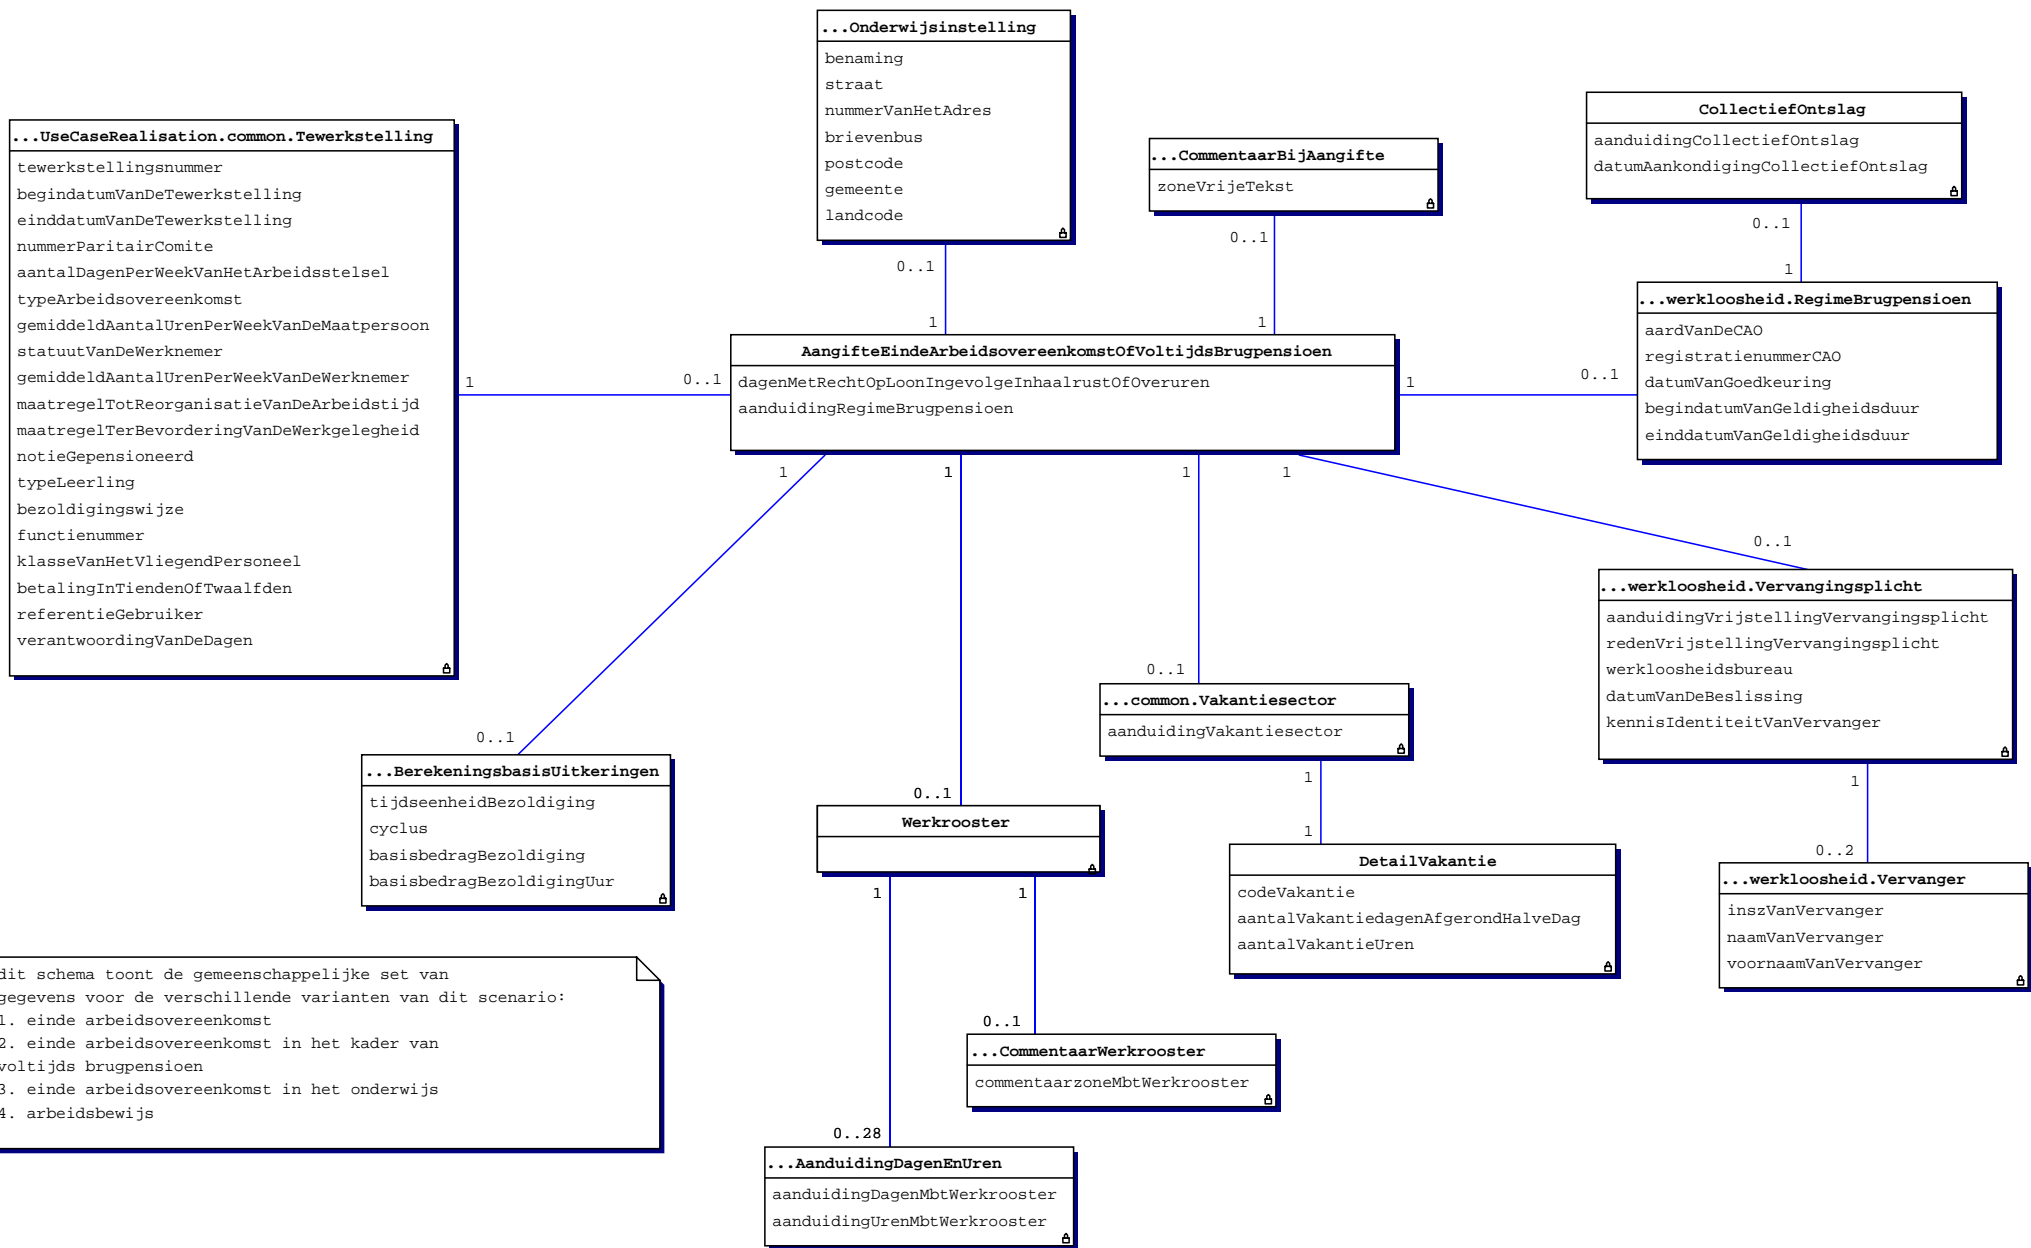 ...Onderwijsinstelling
benaming
straat
nummerVanHetAdres
brievenbus
postcode
gemeente
landcode
0..1
1
CollectiefOntslag
aanduidingCollectiefOntslag
datumAankondigingCollectiefOntslag
0..1
1
...UseCaseRealisation.common.Tewerkstelling
tewerkstellingsnummer
begindatumVanDeTewerkstelling
einddatumVanDeTewerkstelling
nummerParitairComite
aantalDagenPerWeekVanHetArbeidsstelsel
typeArbeidsovereenkomst
gemiddeldAantalUrenPerWeekVanDeMaatpersoon
statuutVanDeWerknemer
gemiddeldAantalUrenPerWeekVanDeWerknemer
maatregelTotReorganisatieVanDeArbeidstijd
maatregelTerBevorderingVanDeWerkgelegheid
notieGepensioneerd
typeLeerling
bezoldigingswijze
functienummer
klasseVanHetVliegendPersoneel
betalingInTiendenOfTwaalfden
referentieGebruiker
verantwoordingVanDeDagen
1
0..1
...CommentaarBijAangifte
zoneVrijeTekst
0..1
1
...werkloosheid.RegimeBrugpensioen
aardVanDeCAO
registratienummerCAO
datumVanGoedkeuring
begindatumVanGeldigheidsduur
einddatumVanGeldigheidsduur
AangifteEindeArbeidsovereenkomstOfVoltijdsBrugpensioen
dagenMetRechtOpLoonIngevolgeInhaalrustOfOveruren
aanduidingRegimeBrugpensioen
1
0..1
1
1
1
1
0..1
...werkloosheid.Vervangingsplicht
aanduidingVrijstellingVervangingsplicht
redenVrijstellingVervangingsplicht
werkloosheidsbureau
datumVanDeBeslissing
kennisIdentiteitVanVervanger
1
0..2
0..1
...common.Vakantiesector
aanduidingVakantiesector
1
1
0..1
...BerekeningsbasisUitkeringen
tijdseenheidBezoldiging
cyclus
basisbedragBezoldiging
basisbedragBezoldigingUur
0..1
Werkrooster
1
1
DetailVakantie
codeVakantie
aantalVakantiedagenAfgerondHalveDag
aantalVakantieUren
...werkloosheid.Vervanger
inszVanVervanger
naamVanVervanger
voornaamVanVervanger
dit schema toont de gemeenschappelijke set van
gegevens voor de verschillende varianten van dit scenario:
1. einde arbeidsovereenkomst
2. einde arbeidsovereenkomst in het kader van
voltijds brugpensioen
3. einde arbeidsovereenkomst in het onderwijs
4. arbeidsbewijs
0..1
...CommentaarWerkrooster
commentaarzoneMbtWerkrooster
0..28
...AanduidingDagenEnUren
aanduidingDagenMbtWerkrooster
aanduidingUrenMbtWerkrooster